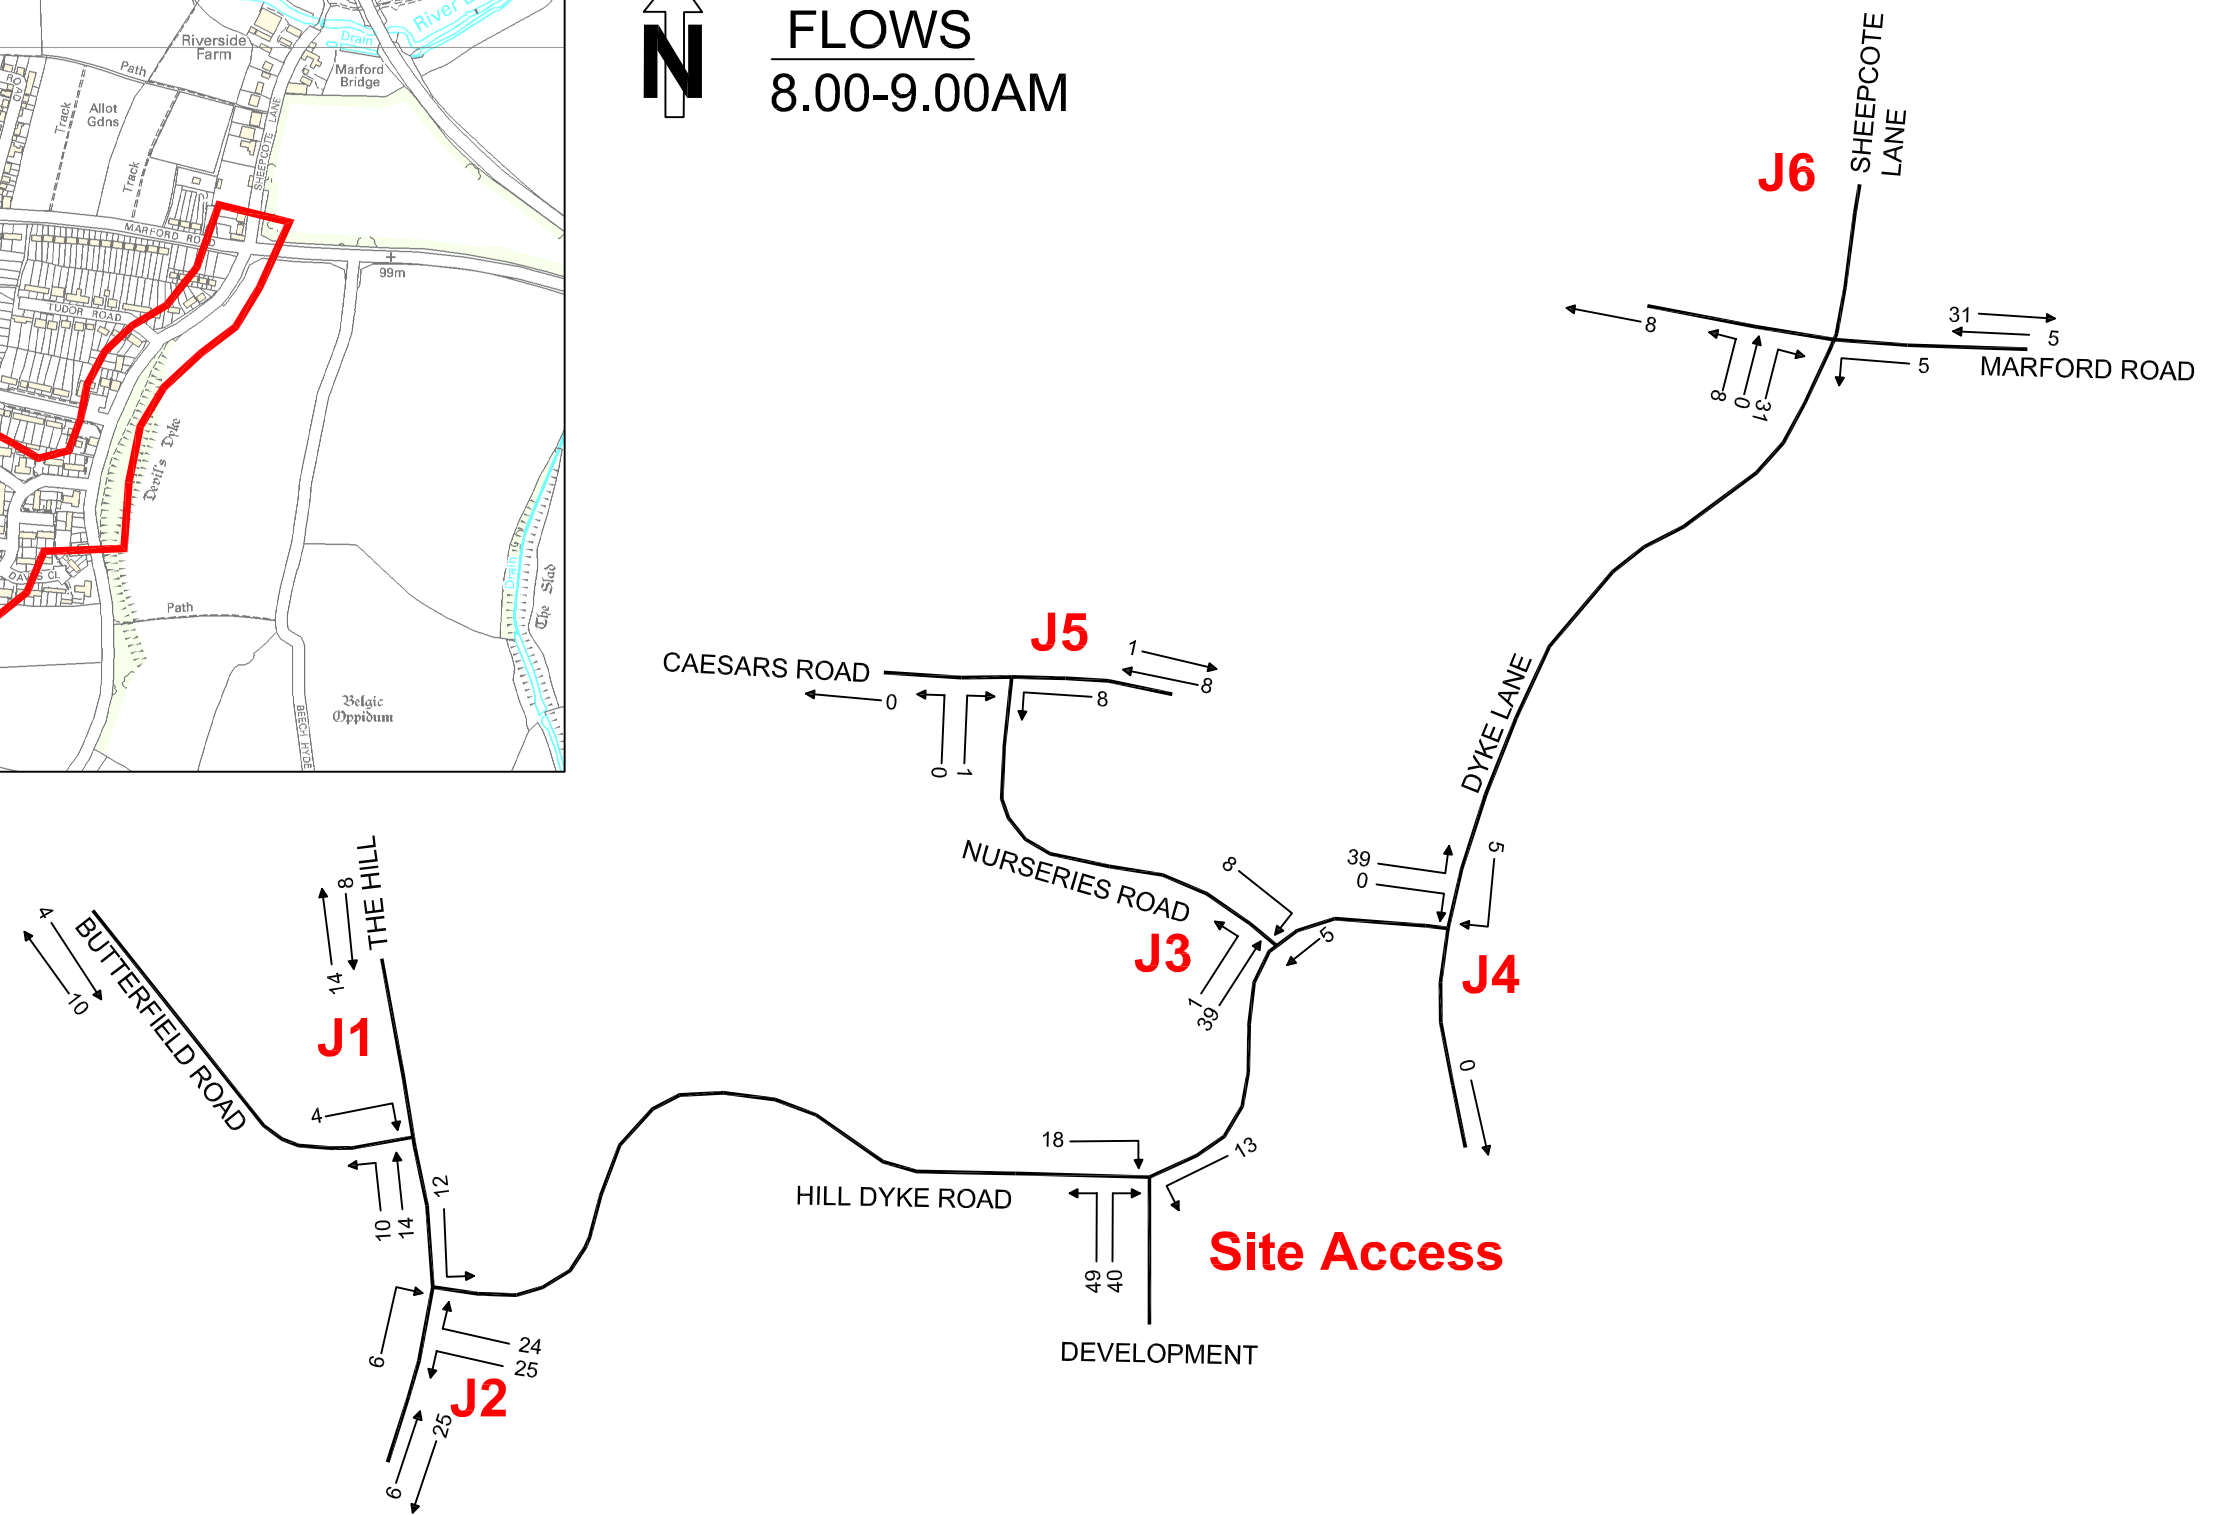 River
Drain
Riverside
Farm
Marford
Bridge
Path
ROAD
Track
Allot
Gdns
Track
SHEEPCOTE LANE
MARFORD ROAD
99m
TUDOR ROAD
Devil's Dyke
Drain
The Slad
DAVIS CL
Path
Belgic
Oppidum
BEECH HYDE
N
FLOWS
8.00-9.00AM
SHEEPCOTE
LANE
J6
31
5
8
5
MARFORD ROAD
8
0
31
J5
1
8
CAESARS ROAD
0
8
0
1
DYKE LANE
NURSERIES ROAD
8
39
0
5
J3
5
1
39
J4
0
THE HILL
8
14
4
10
BUTTERFIELD ROAD
J1
4
12
10
14
18
13
HILL DYKE ROAD
49
40
Site Access
DEVELOPMENT
6
24
25
J2
25
6